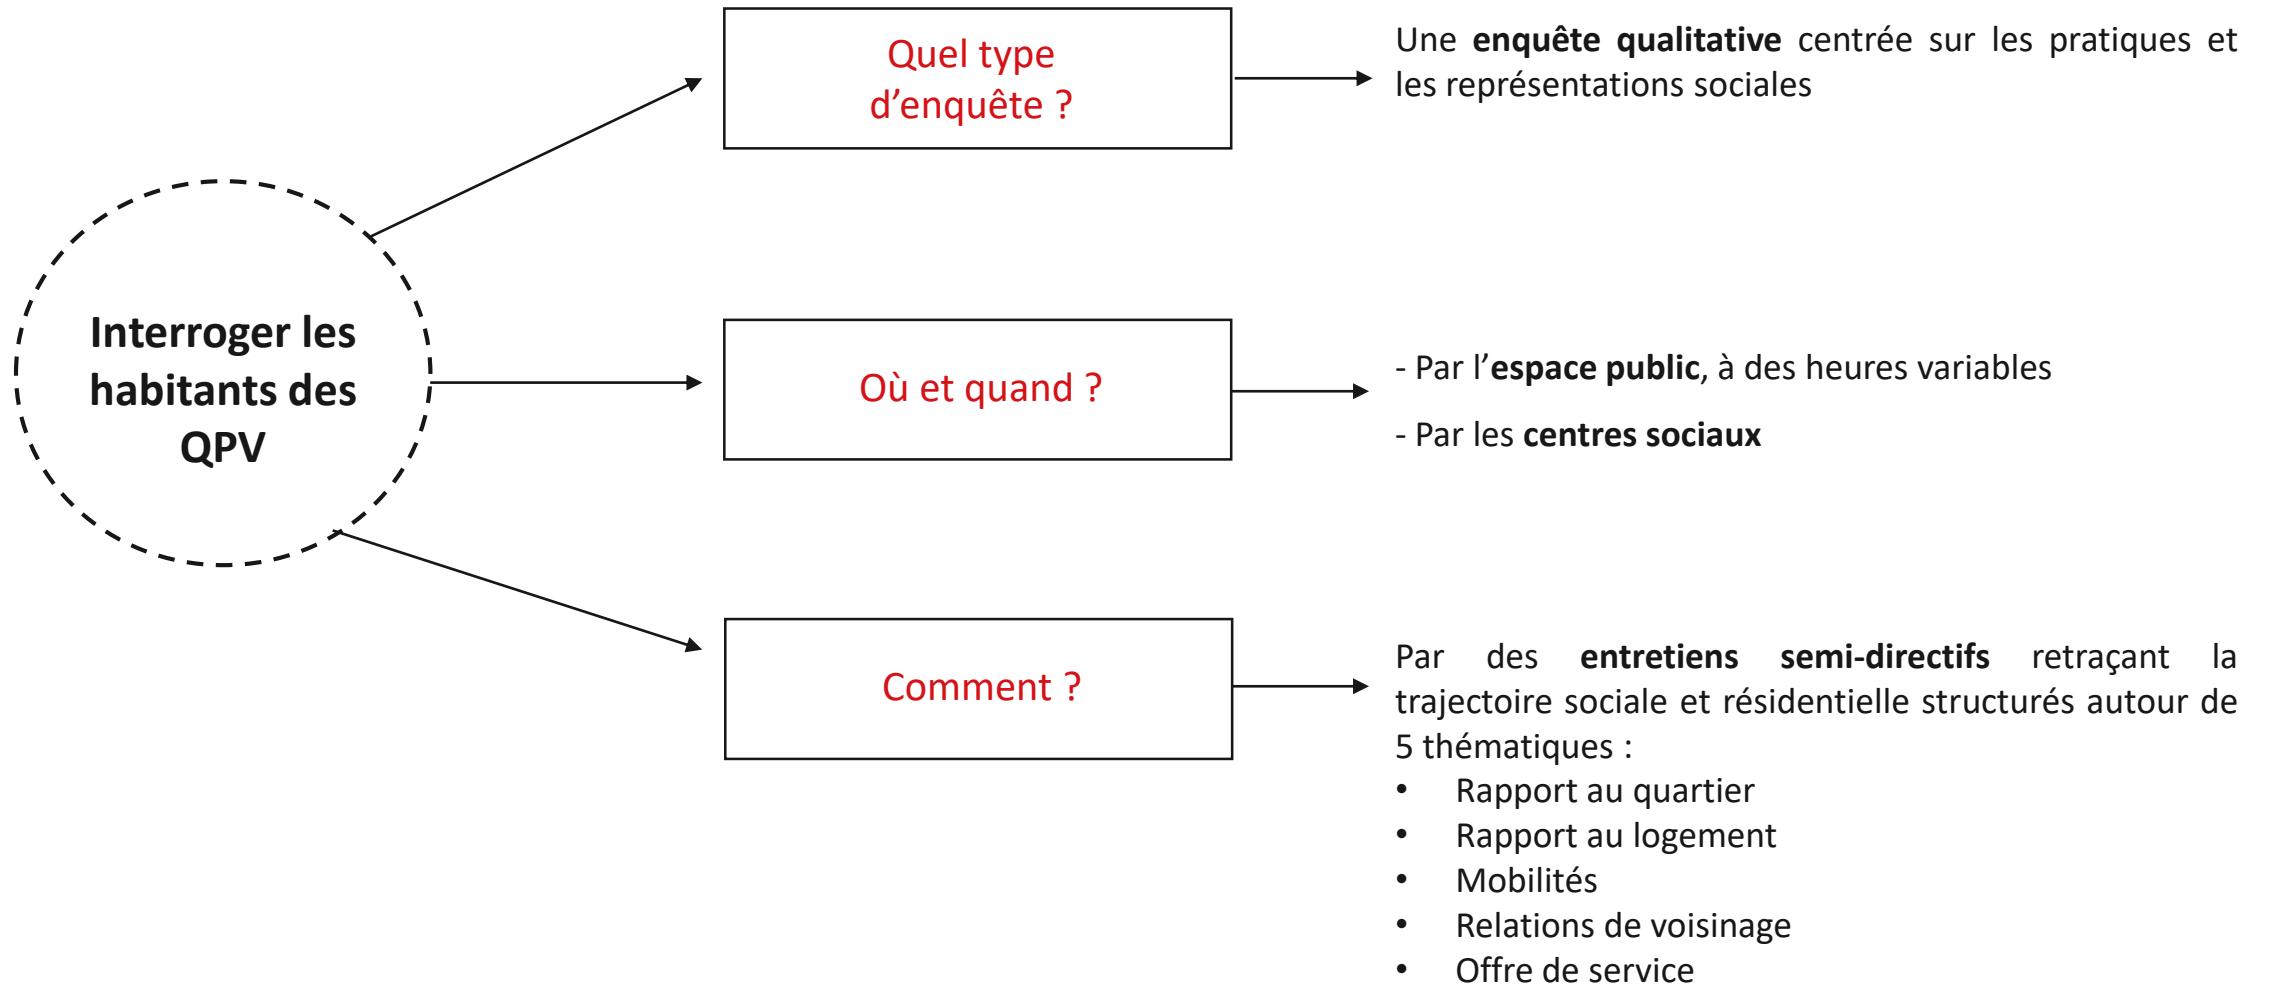 Interroger les
habitants des
QPV
Quel type
d’enquête ?
Une enquête qualitative centrée sur les pratiques et
les représentations sociales
Où et quand ?
- Par l’espace public, à des heures variables
- Par les centres sociaux
Comment ?
Par des entretiens semi-directifs retraçant la
trajectoire sociale et résidentielle structurés autour de
5 thématiques :
• Rapport au quartier
• Rapport au logement
• Mobilités
• Relations de voisinage
• Offre de service